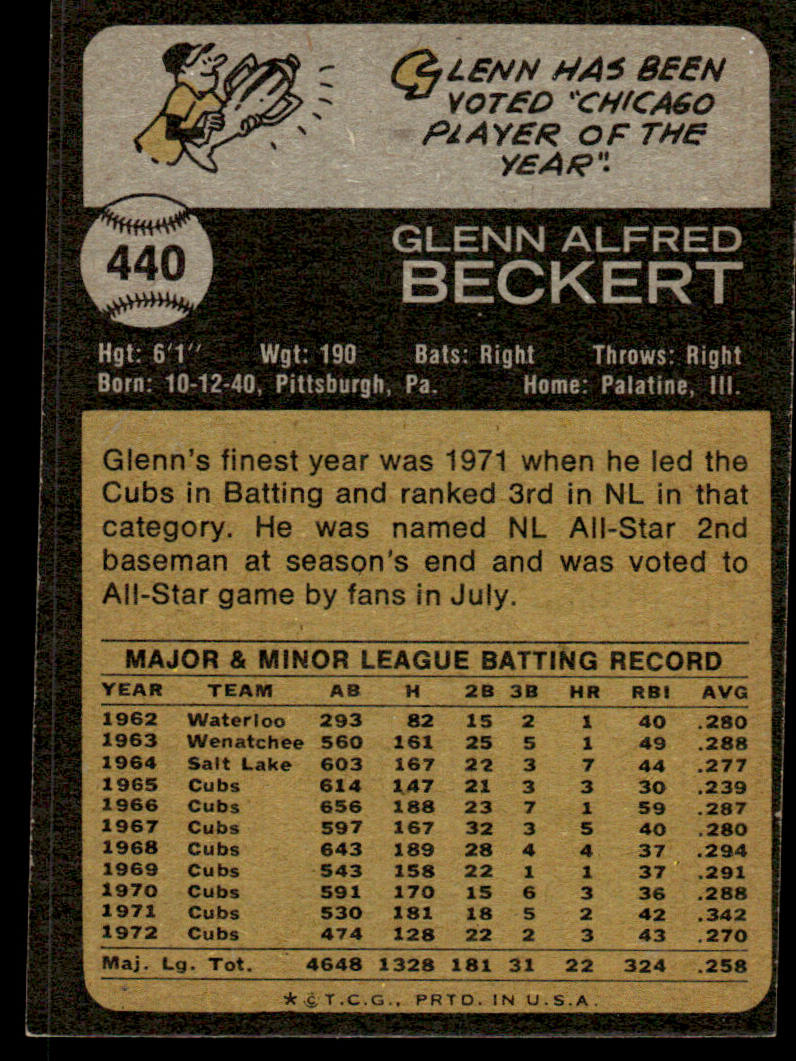 GLENN HAS BEEN
VOTED "CHICAGO
PLAYER OF THE
YEAR".
440
GLENN ALFRED
BECKERT
Hgt: 6'1" Wgt: 190 Bats: Right Throws: Right
Born: 10-12-40, Pittsburgh, Pa. Home: Palatine, Ill.
Glenn's finest year was 1971 when he led the
Cubs in Batting and ranked 3rd in NL in that
category. He was named NL All-Star 2nd
baseman at season's end and was voted to
All-Star game by fans in July.
MAJOR & MINOR LEAGUE BATTING RECORD
YEAR TEAM AB H 2B 3B HR RBI AVG
1962 Waterloo 293 82 15 2 1 40 .280
1963 Wenatchee 560 161 25 5 1 49 .288
1964 Salt Lake 603 167 22 3 7 44 .277
1965 Cubs 614 147 21 3 3 30 .239
1966 Cubs 656 188 23 7 1 59 .287
1967 Cubs 597 167 32 3 5 40 .280
1968 Cubs 643 189 28 4 4 37 .294
1969 Cubs 543 158 22 1 1 37 .291
1970 Cubs 591 170 15 6 3 36 .288
1971 Cubs 530 181 18 5 2 42 .342
1972 Cubs 474 128 22 2 3 43 .270
Maj. Lg. Tot. 4648 1328 181 31 22 324 .258
* © T.C.G., PRTD. IN U.S.A.